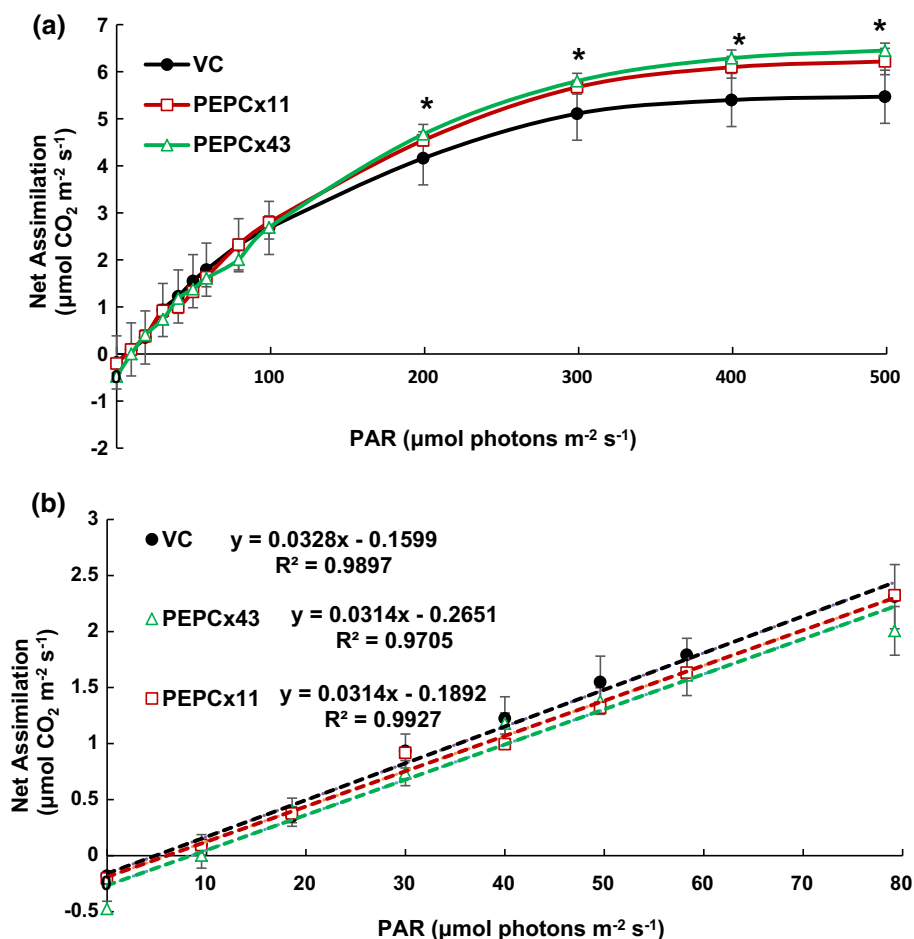 (a)
7
6
5
4
3
2
1
0
-1
-2
VC
PEPCx11
PEPCx43
* * * *
0 100 200 300 400 500
Net Assimilation
(µmol CO₂ m⁻² s⁻¹)
PAR (µmol photons m⁻² s⁻¹)
(b)
3
2.5
2
1.5
1
0.5
0
-0.5
VC y = 0.0328x - 0.1599
R² = 0.9897
PEPCx43 y = 0.0314x - 0.2651
R² = 0.9705
PEPCx11 y = 0.0314x - 0.1892
R² = 0.9927
0 10 20 30 40 50 60 70 80
Net Assimilation
(µmol CO₂ m⁻² s⁻¹)
PAR (µmol photons m⁻² s⁻¹)